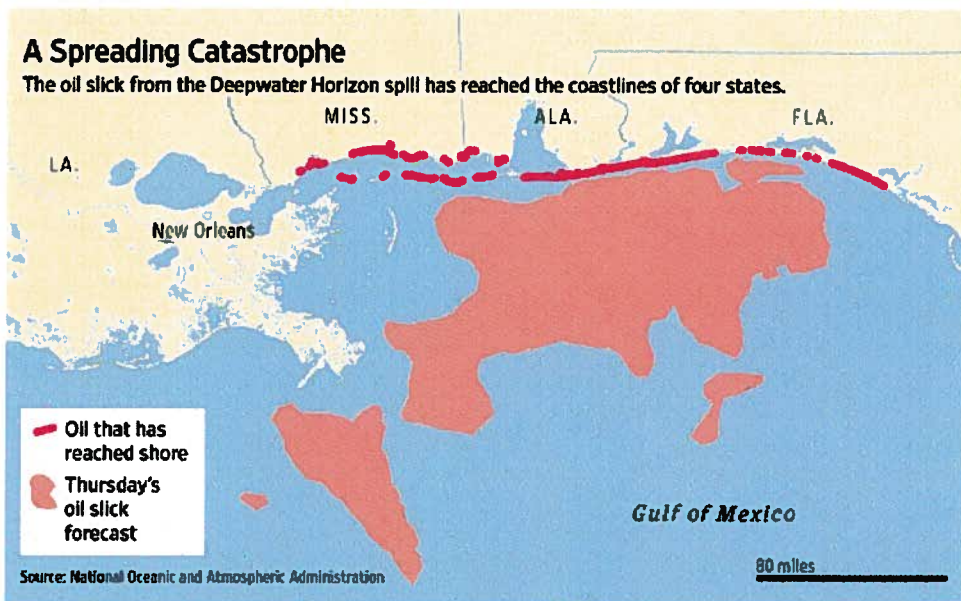 A Spreading Catastrophe
The oil slick from the Deepwater Horizon spill has reached the coastlines of four states.
MISS.
ALA.
FLA.
LA.
New Orleans
Oil that has
reached shore
Thursday's
oil slick
forecast
Gulf of Mexico
80 miles
Source: National Oceanic and Atmospheric Administration